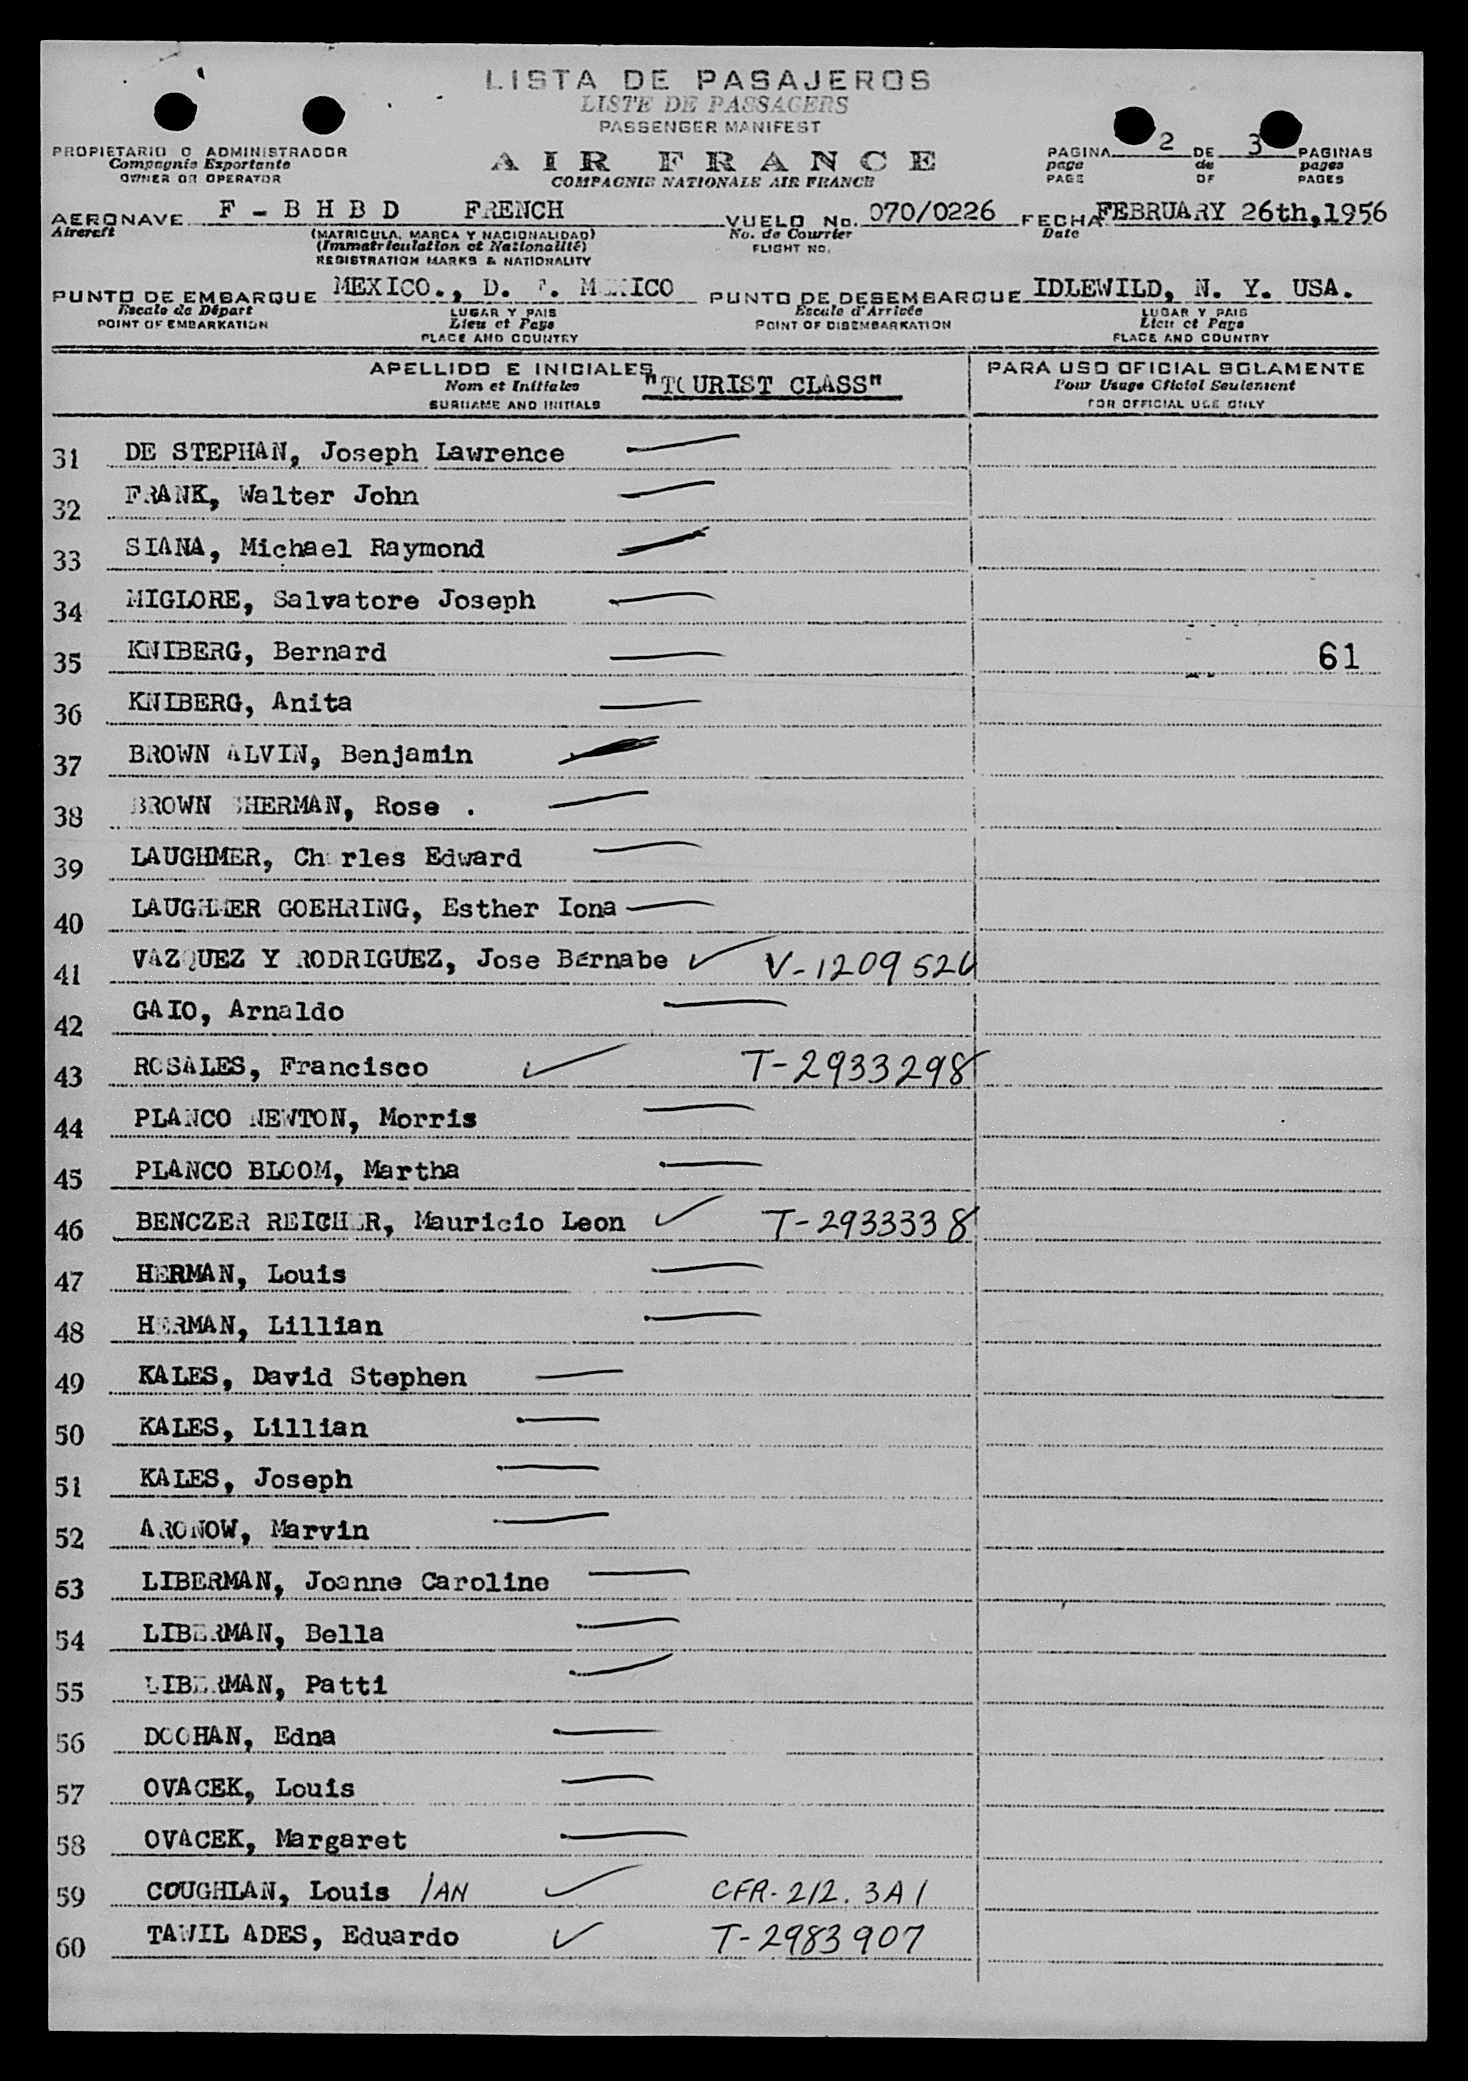 LISTA DE PASAJEROS
LISTE DE PASSAGERS
PASSENGER MANIFEST
PROPIETARIO O ADMINISTRADOR
Compagnie Exportante
OWNER OR OPERATOR
AIR FRANCE
COMPAGNIE NATIONALE AIR FRANCE
PAGINA 2 DE 3 PAGINAS
page de pages
PAGE OF PAGES
AERONAVE F - B H B D FRENCH VUELO No. 070/0226 FECHA FEBRUARY 26th, 1956
Aircraft (MATRICULA, MARCA Y NACIONALIDAD) No. de Courrier Date
(Immatriculation et Nationalité) FLIGHT NO.
REGISTRATION MARKS & NATIONALITY
PUNTO DE EMBARQUE MEXICO., D. F. MEXICO PUNTO DE DESEMBARQUE IDLEWILD, N. Y. USA.
Escale de Départ LUGAR Y PAIS Escale d'Arrivée LUGAR Y PAIS
POINT OF EMBARKATION Lieu et Pays POINT OF DISEMBARKATION Lieu et Pays
PLACE AND COUNTRY PLACE AND COUNTRY
APELLIDO E INICIALES "TOURIST CLASS" PARA USO OFICIAL SOLAMENTE
Nom et Initiales Pour Usage Oficiel Seulement
SURNAME AND INITIALS FOR OFFICIAL USE ONLY
31 DE STEPHAN, Joseph Lawrence
32 FRANK, Walter John
33 SIANA, Michael Raymond
34 MIGLORE, Salvatore Joseph
35 KNIBERG, Bernard 61
36 KNIBERG, Anita
37 BROWN ALVIN, Benjamin
38 BROWN SHERMAN, Rose .
39 LAUGHMER, Charles Edward
40 LAUGHMER GOEHRING, Esther Iona
41 VAZQUEZ Y RODRIGUEZ, Jose Bernabe ✓ V-1209526
42 GAIO, Arnaldo
43 ROSALES, Francisco ✓ T-2933298
44 PLANCO NEWTON, Morris
45 PLANCO BLOOM, Martha
46 BENCZER REICHER, Mauricio Leon ✓ T-2933338
47 HERMAN, Louis
48 HERMAN, Lillian
49 KALES, David Stephen
50 KALES, Lillian
51 KALES, Joseph
52 ARONOW, Marvin
53 LIBERMAN, Joanne Caroline
54 LIBERMAN, Bella
55 LIBERMAN, Patti
56 DOOHAN, Edna
57 OVACEK, Louis
58 OVACEK, Margaret
59 COUGHLAN, Louis IAN ✓ CFR-212.3A1
60 TAWIL ADES, Eduardo ✓ T-2983907